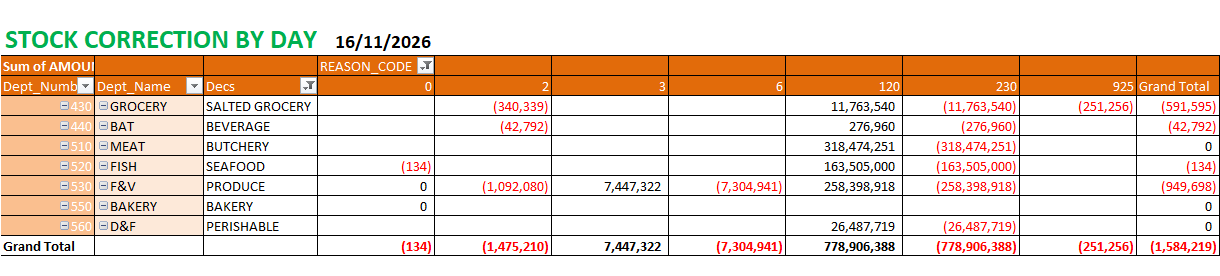 STOCK CORRECTION BY DAY 16/11/2026
Sum of AMOU REASON_CODE
Dept_Numb Dept_Name Decs 0 2 3 6 120 230 925 Grand Total
430 GROCERY SALTED GROCERY (340,339) 11,763,540 (11,763,540) (251,256) (591,595)
440 BAT BEVERAGE (42,792) 276,960 (276,960) (42,792)
510 MEAT BUTCHERY 318,474,251 (318,474,251) 0
520 FISH SEAFOOD (134) 163,505,000 (163,505,000) (134)
530 F&V PRODUCE 0 (1,092,080) 7,447,322 (7,304,941) 258,398,918 (258,398,918) (949,698)
550 BAKERY BAKERY 0 0
560 D&F PERISHABLE 26,487,719 (26,487,719) 0
Grand Total (134) (1,475,210) 7,447,322 (7,304,941) 778,906,388 (778,906,388) (251,256) (1,584,219)